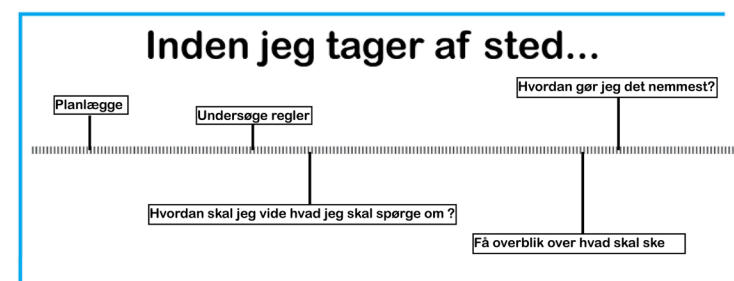 Inden jeg tager af sted...
Hvordan gør jeg det nemmest?
Planlægge
Undersøge regler
Hvordan skal jeg vide hvad jeg skal spørge om ?
Få overblik over hvad skal ske